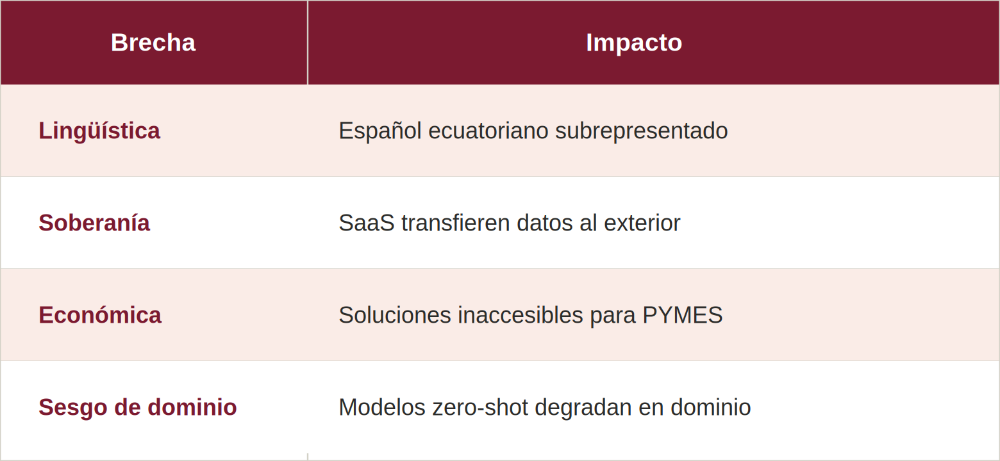 Brecha Impacto
Lingüística Español ecuatoriano subrepresentado
Soberanía SaaS transfieren datos al exterior
Económica Soluciones inaccesibles para PYMES
Sesgo de dominio Modelos zero-shot degradan en dominio